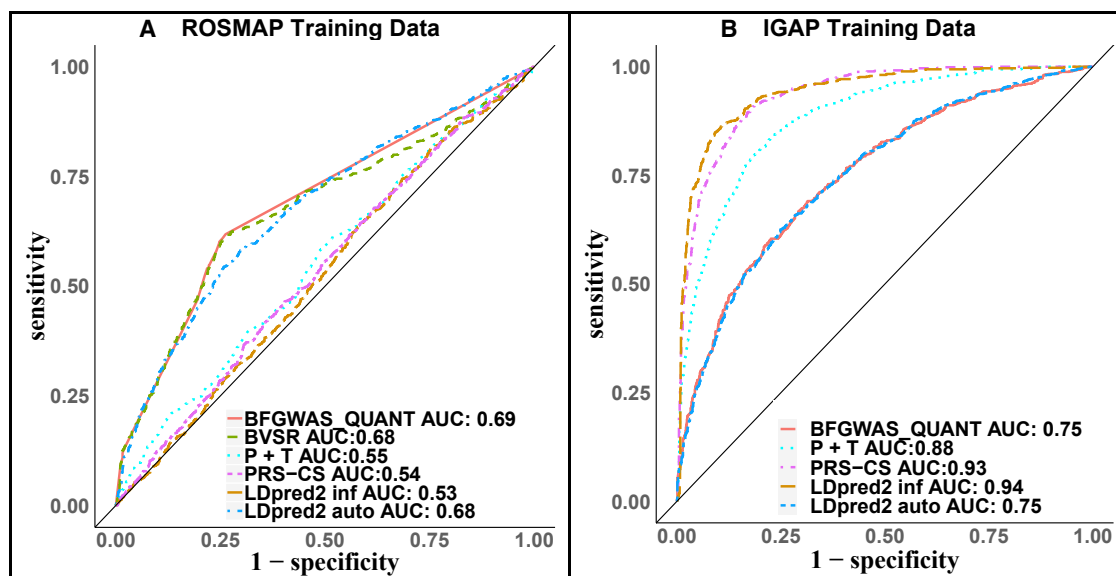 A ROSMAP Training Data
1.00
0.75
0.50
0.25
0.00
sensitivity
BFGWAS_QUANT AUC: 0.69
BVSR AUC:0.68
P + T AUC:0.55
PRS−CS AUC:0.54
LDpred2 inf AUC: 0.53
LDpred2 auto AUC: 0.68
0.00 0.25 0.50 0.75 1.00
1 − specificity
B IGAP Training Data
1.00
0.75
0.50
0.25
0.00
sensitivity
BFGWAS_QUANT AUC: 0.75
P + T AUC:0.88
PRS−CS AUC:0.93
LDpred2 inf AUC: 0.94
LDpred2 auto AUC: 0.75
0.00 0.25 0.50 0.75 1.00
1 − specificity